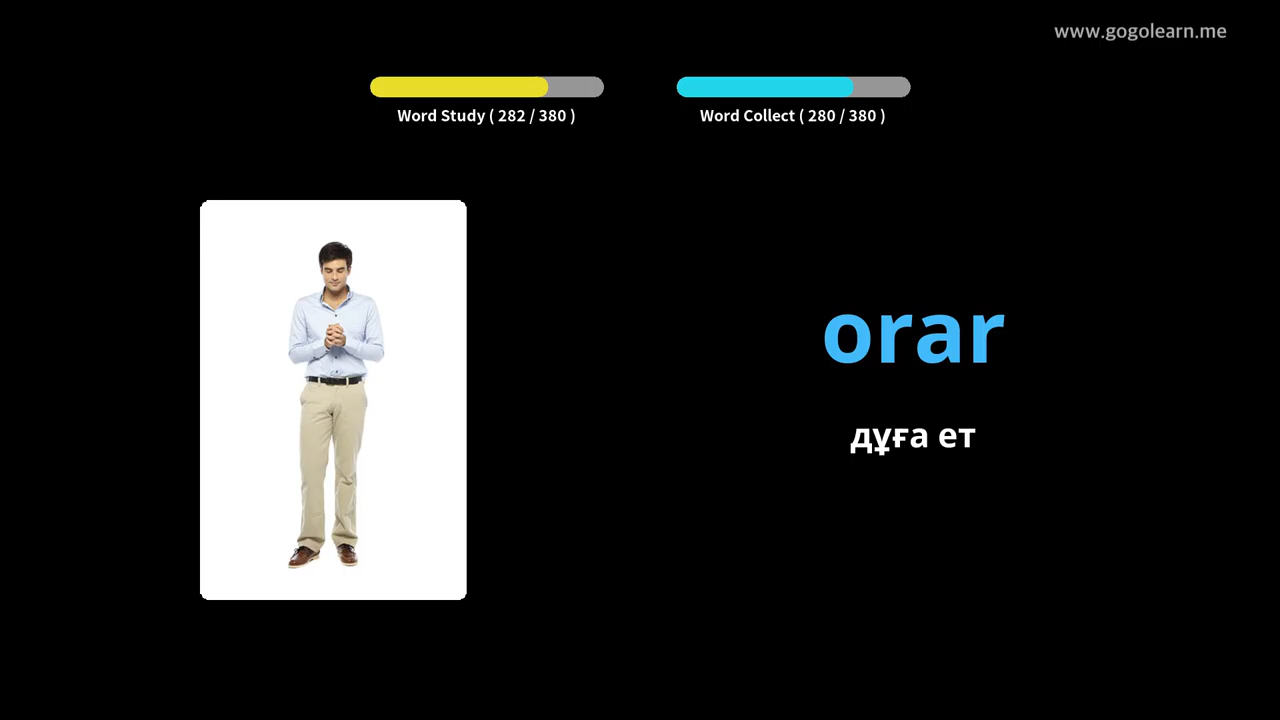 www.gogolearn.me
Word Study ( 282 / 380 )
Word Collect ( 280 / 380 )
orar
дұға ет